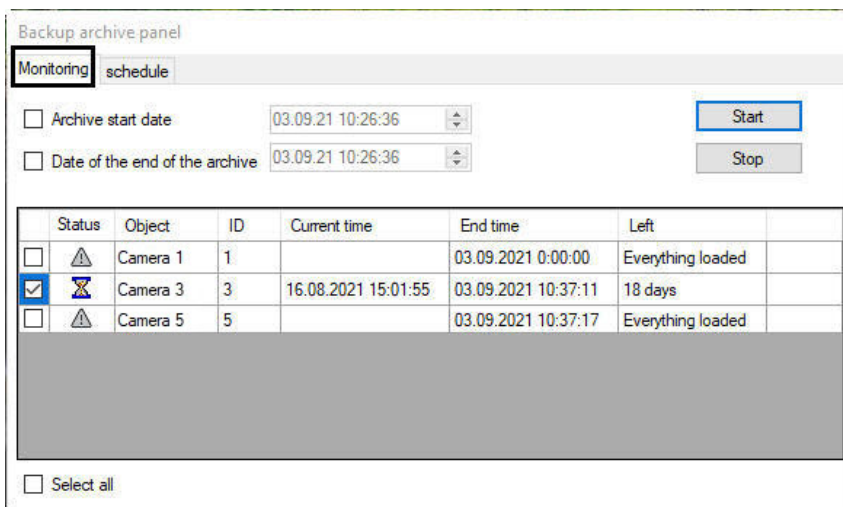 Backup archive panel
Monitoring schedule
Archive start date 03.09.21 10:26:36 Start
Date of the end of the archive 03.09.21 10:26:36 Stop
Status Object ID Current time End time Left
Camera 1 1 03.09.2021 0:00:00 Everything loaded
Camera 3 3 16.08.2021 15:01:55 03.09.2021 10:37:11 18 days
Camera 5 5 03.09.2021 10:37:17 Everything loaded
Select all